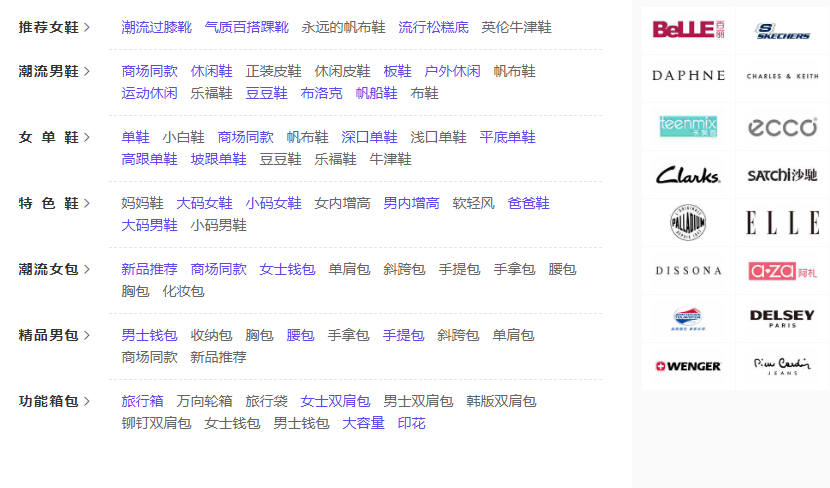 推荐女鞋 > 潮流过膝靴 气质百搭踝靴 永远的帆布鞋 流行松糕底 英伦牛津鞋
潮流男鞋 > 商场同款 休闲鞋 正装皮鞋 休闲皮鞋 板鞋 户外休闲 帆布鞋
运动休闲 乐福鞋 豆豆鞋 布洛克 帆船鞋 布鞋
女 单 鞋 > 单鞋 小白鞋 商场同款 帆布鞋 深口单鞋 浅口单鞋 平底单鞋
高跟单鞋 坡跟单鞋 豆豆鞋 乐福鞋 牛津鞋
特 色 鞋 > 妈妈鞋 大码女鞋 小码女鞋 女内增高 男内增高 软轻风 爸爸鞋
大码男鞋 小码男鞋
潮流女包 > 新品推荐 商场同款 女士钱包 单肩包 斜跨包 手提包 手拿包 腰包
胸包 化妆包
精品男包 > 男士钱包 收纳包 胸包 腰包 手拿包 手提包 斜跨包 单肩包
商场同款 新品推荐
功能箱包 > 旅行箱 万向轮箱 旅行袋 女士双肩包 男士双肩包 韩版双肩包
铆钉双肩包 女士钱包 男士钱包 大容量 印花
BeLLE 百丽
SKECHERS
DAPHNE
CHARLES & KEITH
teenmix
ecco
Clarks
SATCHI 沙馳
PALLADIUM
ELLE
DISSONA
a-za 阿札
DELSEY
PARIS
WENGER
Pierre Cardin
JEANS